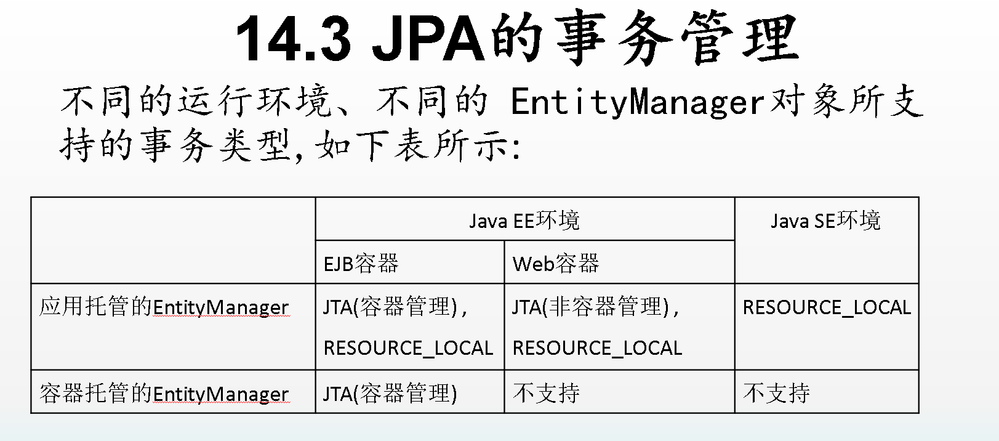 14.3 JPA的事务管理
不同的运行环境、不同的 EntityManager对象所支
持的事务类型,如下表所示:
Java EE环境
Java SE环境
EJB容器
Web容器
应用托管的EntityManager
JTA(容器管理),
RESOURCE_LOCAL
JTA(非容器管理),
RESOURCE_LOCAL
RESOURCE_LOCAL
容器托管的EntityManager
JTA(容器管理)
不支持
不支持